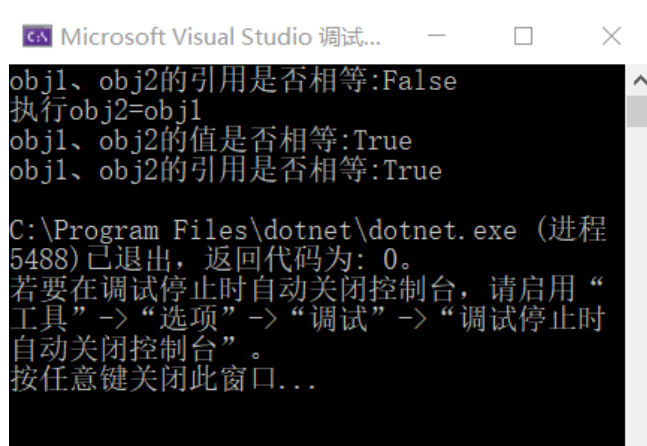 Microsoft Visual Studio 调试...
obj1、obj2的引用是否相等:False
执行obj2=obj1
obj1、obj2的值是否相等:True
obj1、obj2的引用是否相等:True
C:\Program Files\dotnet\dotnet.exe (进程
5488)已退出，返回代码为: 0。
若要在调试停止时自动关闭控制台，请启用“
工具”->“选项”->“调试”->“调试停止时
自动关闭控制台”。
按任意键关闭此窗口...